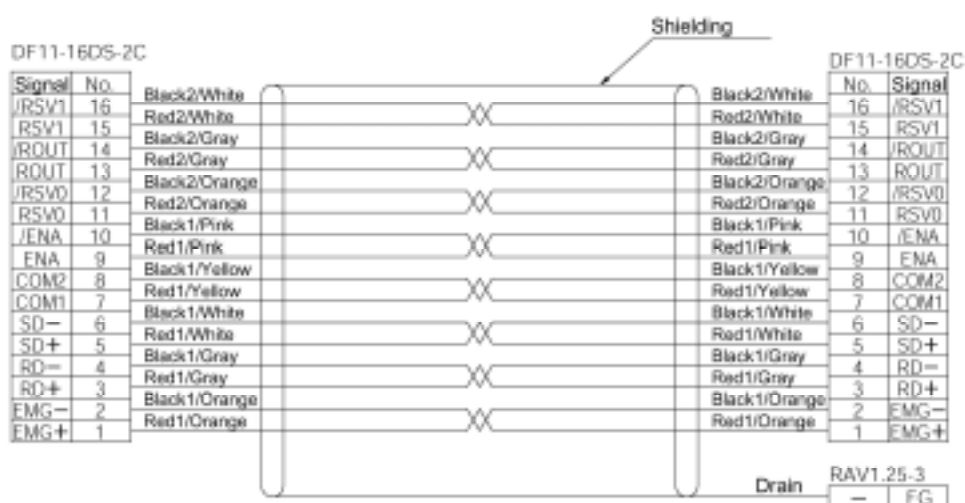 Shielding
DF11-16DS-2C
DF11-16DS-2C
Signal No. No. Signal
/RSV1 16 Black2/White Black2/White 16 /RSV1
RSV1 15 Red2/White Red2/White 15 RSV1
/ROUT 14 Black2/Gray Black2/Gray 14 /ROUT
ROUT 13 Red2/Gray Red2/Gray 13 ROUT
/RSV0 12 Black2/Orange Black2/Orange 12 /RSV0
RSV0 11 Red2/Orange Red2/Orange 11 RSV0
/ENA 10 Black1/Pink Black1/Pink 10 /ENA
ENA 9 Red1/Pink Red1/Pink 9 ENA
COM2 8 Black1/Yellow Black1/Yellow 8 COM2
COM1 7 Red1/Yellow Red1/Yellow 7 COM1
SD− 6 Black1/White Black1/White 6 SD−
SD+ 5 Red1/White Red1/White 5 SD+
RD− 4 Black1/Gray Black1/Gray 4 RD−
RD+ 3 Red1/Gray Red1/Gray 3 RD+
EMG− 2 Black1/Orange Black1/Orange 2 EMG−
EMG+ 1 Red1/Orange Red1/Orange 1 EMG+
RAV1.25-3
Drain − FG